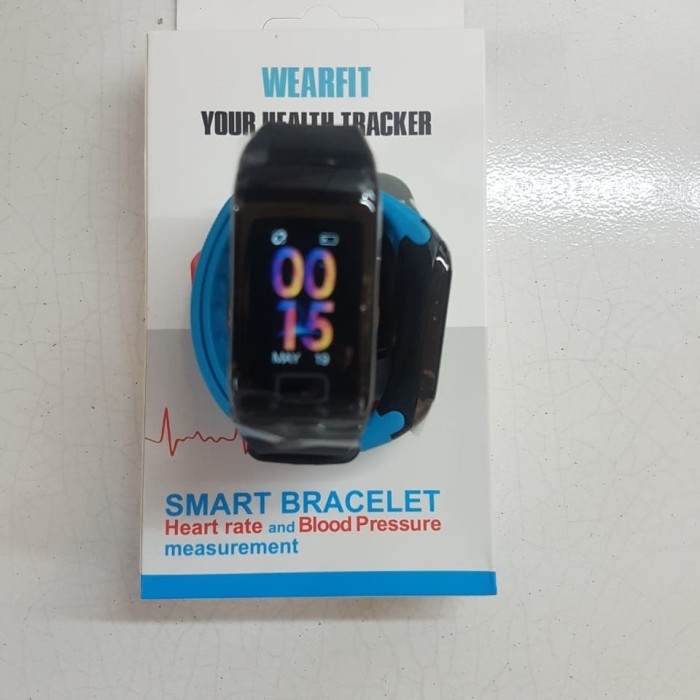 WEARFIT
YOUR HEALTH TRACKER
00
15
MAY 19
SMART BRACELET
Heart rate and Blood Pressure
measurement